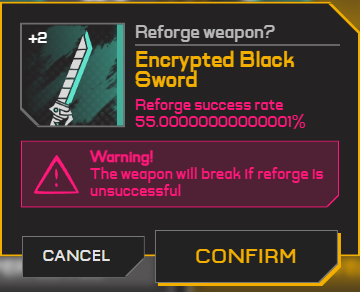 +2
Reforge weapon?
Encrypted Black
Sword
Reforge success rate
55.00000000000001%
Warning!
The weapon will break if reforge is
unsuccessful
CANCEL
CONFIRM